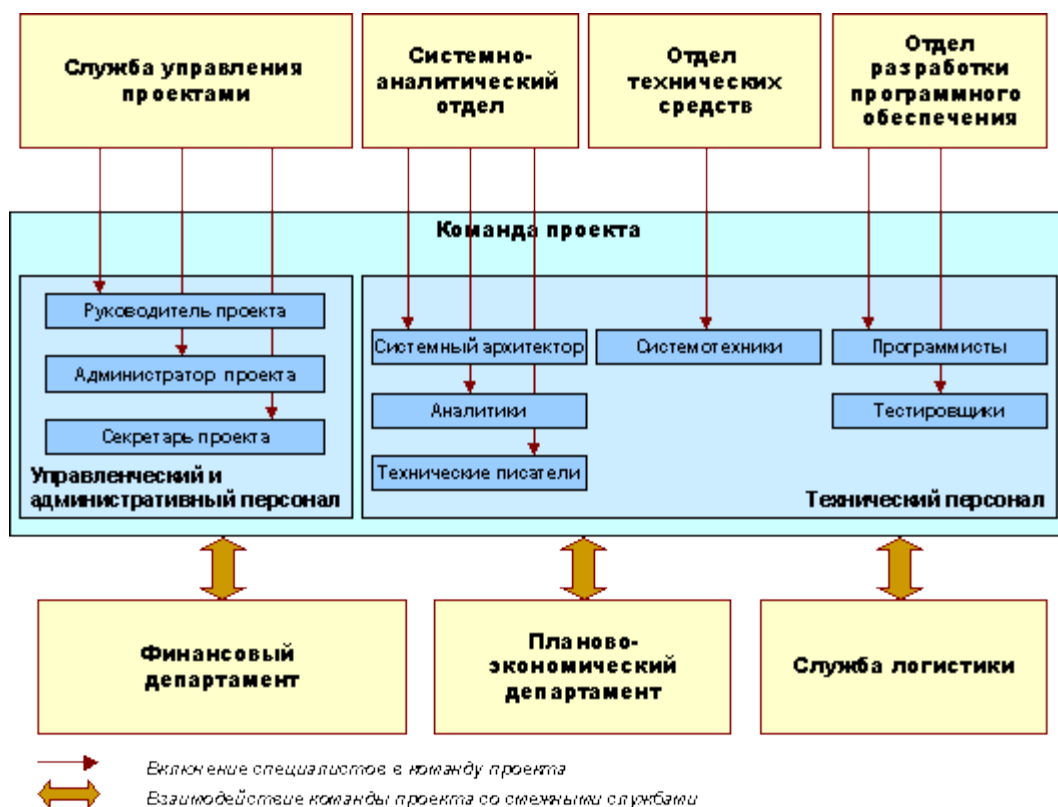 Служба управления
проектами
Системно-
аналитический
отдел
Отдел
технических
средств
Отдел
разработки
программного
обеспечения
Команда проекта
Руководитель проекта
Администратор проекта
Секретарь проекта
Управленческий и
административный персонал
Системный архитектор
Аналитики
Технические писатели
Системотехники
Программисты
Тестировщики
Технический персонал
Финансовый
департамент
Планово-
экономический
департамент
Служба логистики
Включение специалистов в команду проекта
Взаимодействие команды проекта со смежными службами